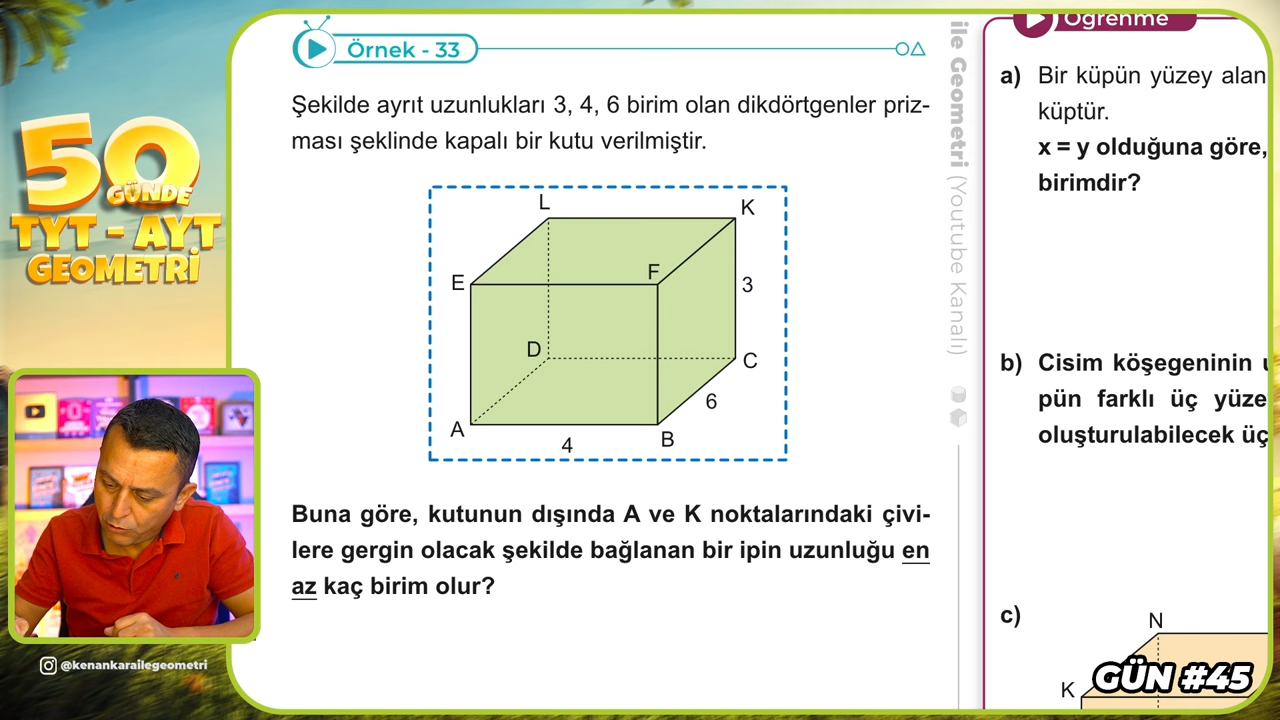 50
GÜNDE
TYT - AYT
GEOMETRİ
@kenankarailegeometri
Örnek - 33
Şekilde ayrıt uzunlukları 3, 4, 6 birim olan dikdörtgenler priz-
ması şeklinde kapalı bir kutu verilmiştir.
L
K
E
F
3
D
C
6
A
B
4
Buna göre, kutunun dışında A ve K noktalarındaki çivi-
lere gergin olacak şekilde bağlanan bir ipin uzunluğu en
az kaç birim olur?
ile Geometri (Youtube Kanalı)
Öğrenme
a) Bir küpün yüzey alan
küptür.
x = y olduğuna göre,
birimdir?
b) Cisim köşegeninin
pün farklı üç yüze
oluşturulabilecek üç
c)
N
K
GÜN #45